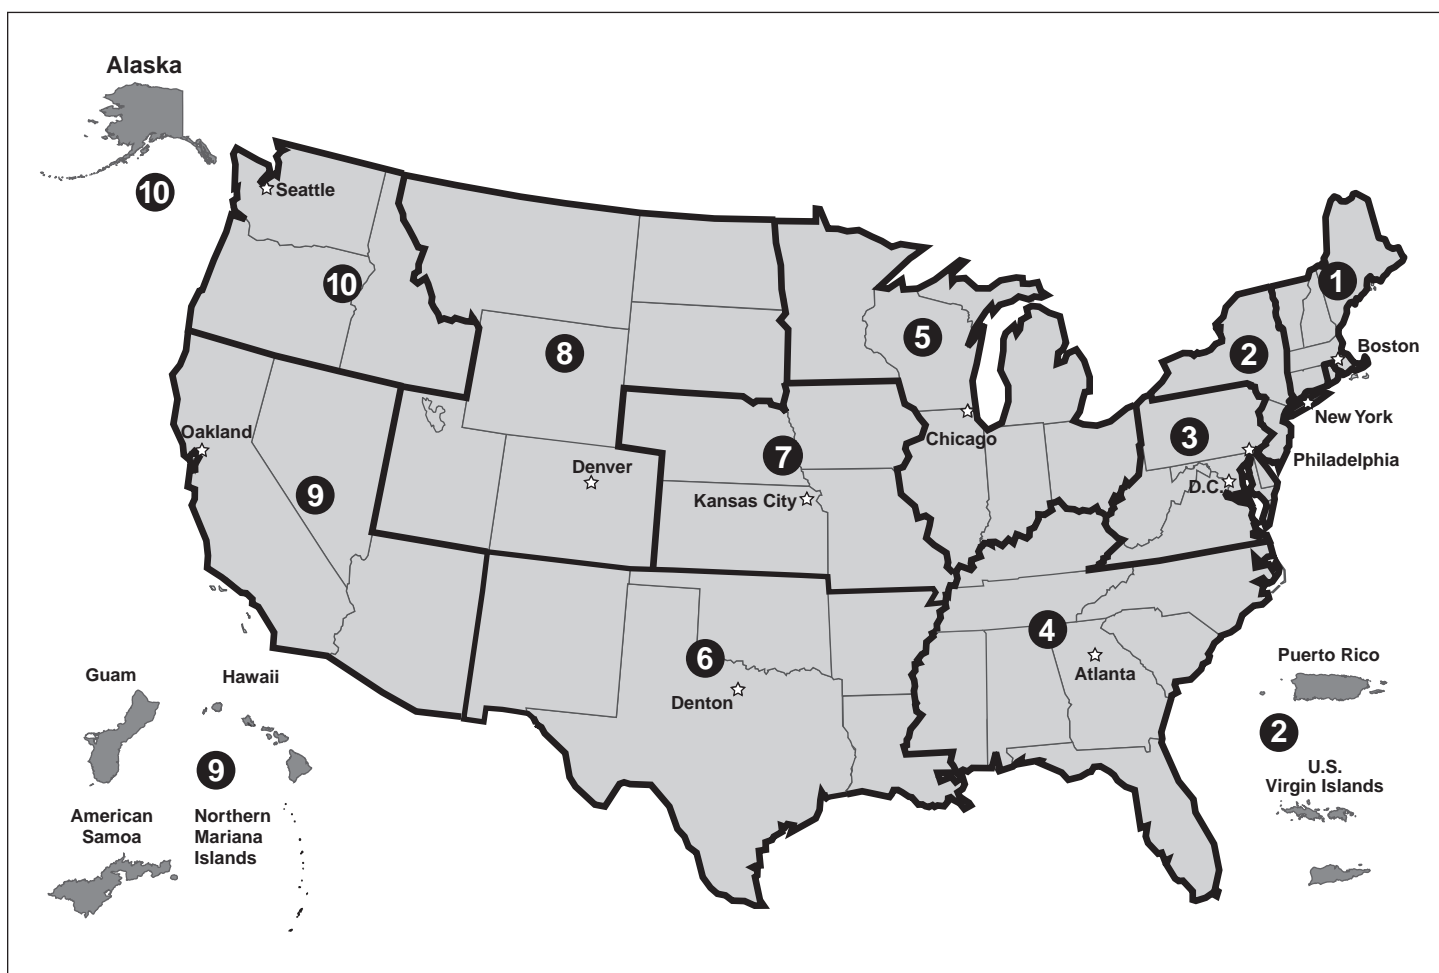 Alaska
10
Seattle
10
1
5
8
2
Boston
New York
Oakland
Chicago
3
Philadelphia
7
Denver
D.C.
9
Kansas City
4
6
Atlanta
Puerto Rico
Denton
Guam
Hawaii
2
9
U.S.
Virgin Islands
American
Samoa
Northern
Mariana
Islands